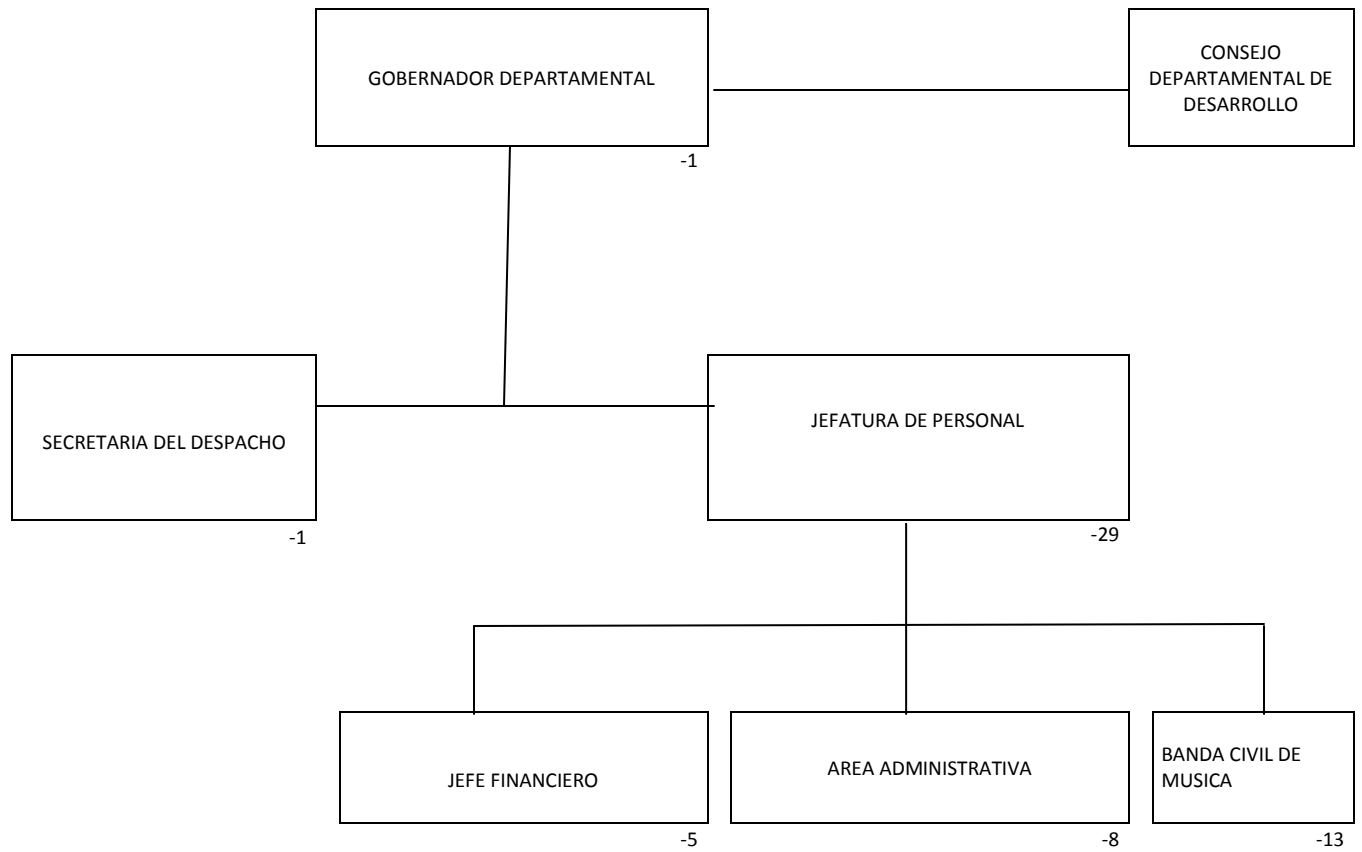 GOBERNADOR DEPARTAMENTAL
-1
CONSEJO
DEPARTAMENTAL DE
DESARROLLO
SECRETARIA DEL DESPACHO
-1
JEFATURA DE PERSONAL
-29
JEFE FINANCIERO
-5
AREA ADMINISTRATIVA
-8
BANDA CIVIL DE
MUSICA
-13